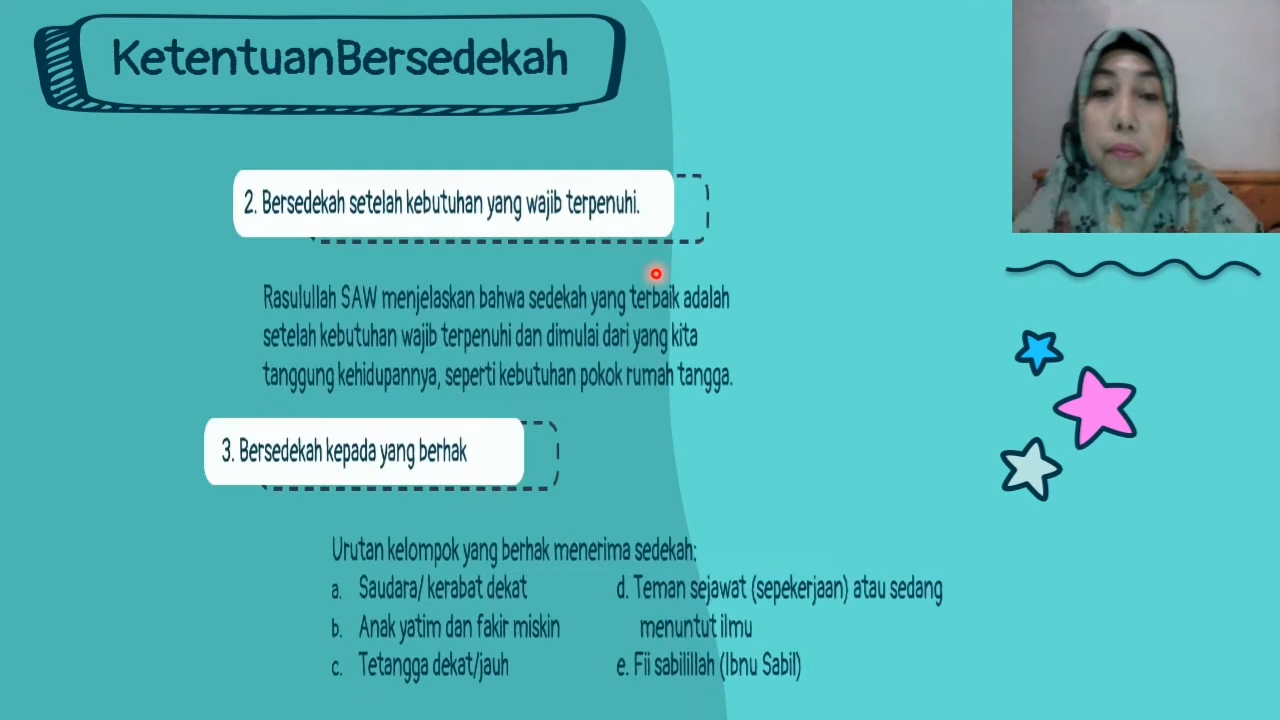 KetentuanBersedekah
2. Bersedekah setelah kebutuhan yang wajib terpenuhi.
Rasulullah SAW menjelaskan bahwa sedekah yang terbaik adalah
setelah kebutuhan wajib terpenuhi dan dimulai dari yang kita
tanggung kehidupannya, seperti kebutuhan pokok rumah tangga.
3. Bersedekah kepada yang berhak
Urutan kelompok yang berhak menerima sedekah:
a. Saudara/ kerabat dekat
b. Anak yatim dan fakir miskin
c. Tetangga dekat/jauh
d. Teman sejawat (sepekerjaan) atau sedang
menuntut ilmu
e. Fii sabilillah (Ibnu Sabil)